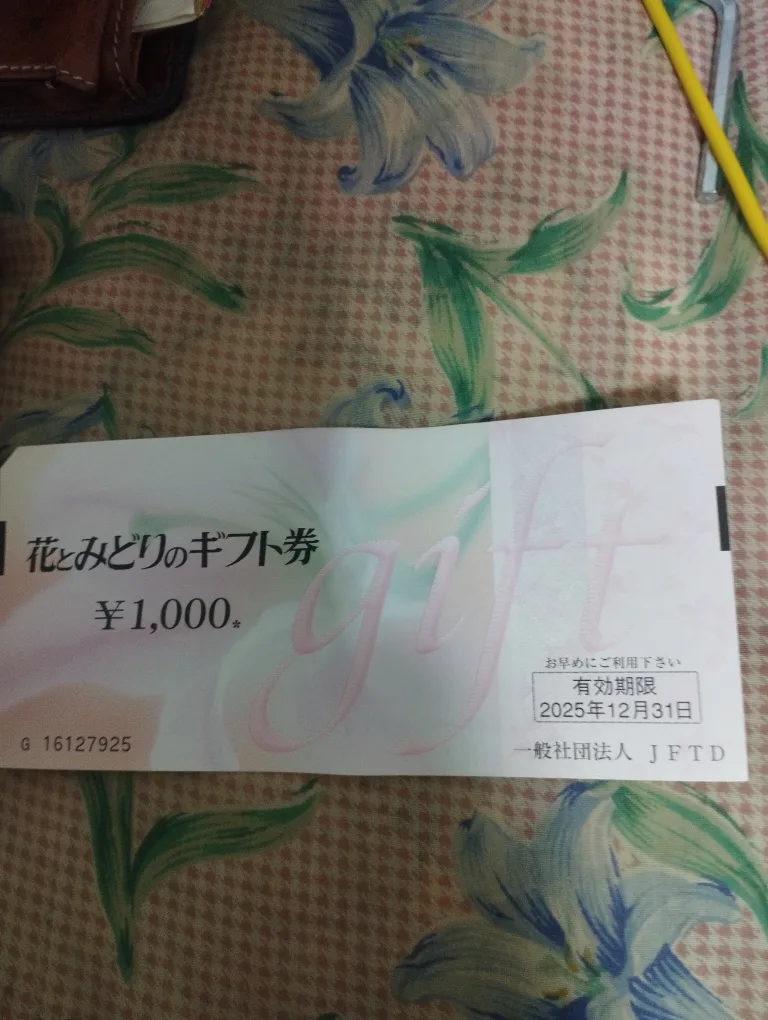 花とみどりのギフト券
¥1,000*
gift
お早めにご利用下さい
有効期限
2025年12月31日
G 16127925
一般社団法人 JFTD